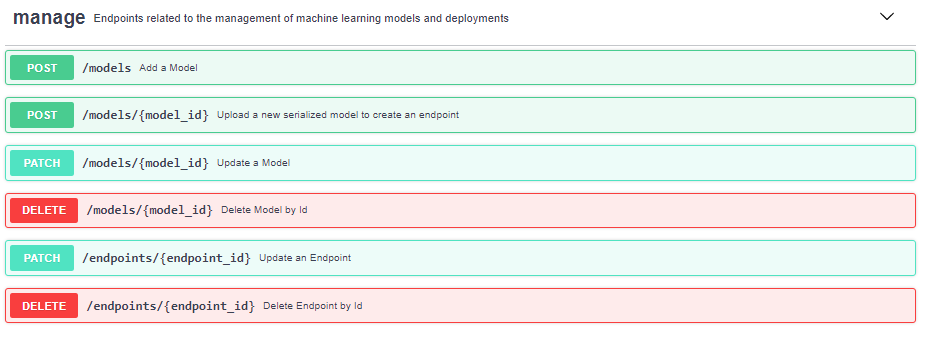 manage Endpoints related to the management of machine learning models and deployments
POST /models Add a Model
POST /models/{model_id} Upload a new serialized model to create an endpoint
PATCH /models/{model_id} Update a Model
DELETE /models/{model_id} Delete Model by Id
PATCH /endpoints/{endpoint_id} Update an Endpoint
DELETE /endpoints/{endpoint_id} Delete Endpoint by Id